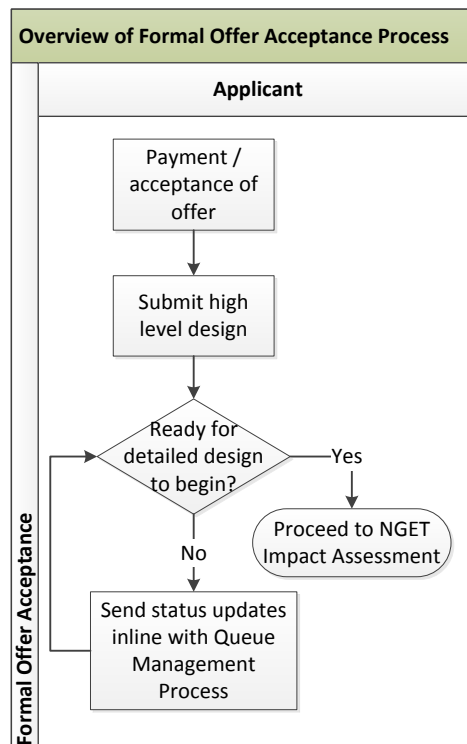 Overview of Formal Offer Acceptance Process
Applicant
Formal Offer Acceptance
Payment /
acceptance of
offer
Submit high
level design
Ready for
detailed design
to begin?
Yes
Proceed to NGET
Impact Assessment
No
Send status updates
inline with Queue
Management
Process